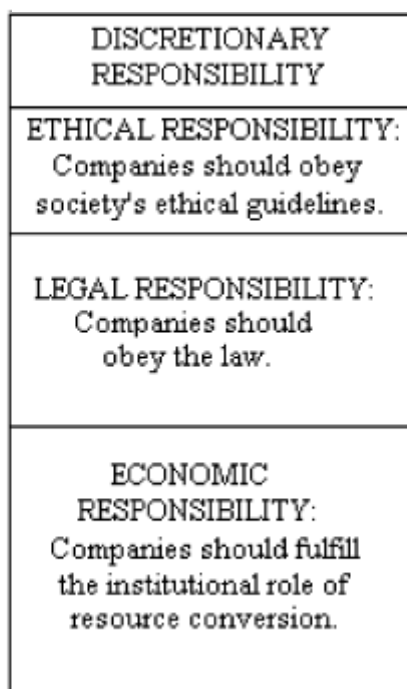 DISCRETIONARY
RESPONSIBILITY
ETHICAL RESPONSIBILITY:
Companies should obey
society's ethical guidelines.
LEGAL RESPONSIBILITY:
Companies should
obey the law.
ECONOMIC
RESPONSIBILITY:
Companies should fulfill
the institutional role of
resource conversion.